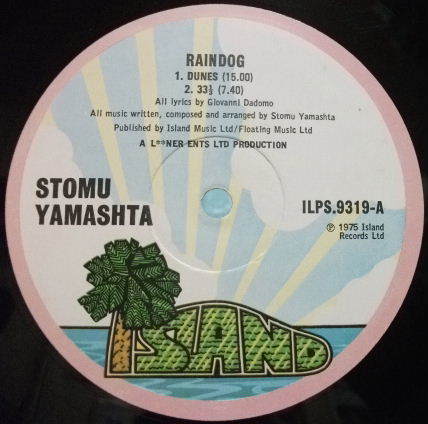 RAINDOG
1. DUNES (15.00)
2. 33⅓ (7.40)
All lyrics by Giovanni Dadomo
All music written, composed and arranged by Stomu Yamashta
Published by Island Music Ltd/Floating Music Ltd
A L**NER ENTS LTD PRODUCTION
STOMU
YAMASHTA
ILPS.9319-A
℗ 1975 Island
Records Ltd
ISLAND